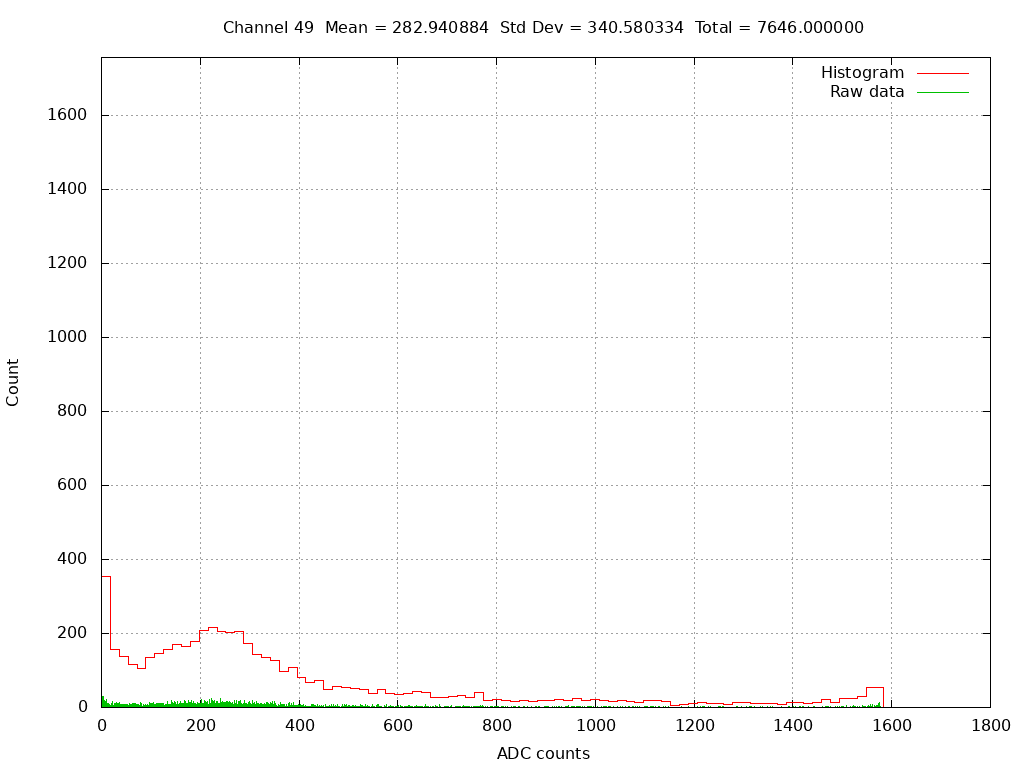 Channel 49  Mean = 282.940884  Std Dev = 340.580334  Total = 7646.000000
Histogram
Raw data
1600
1400
1200
1000
800
600
400
200
0
Count
0 200 400 600 800 1000 1200 1400 1600 1800
ADC counts